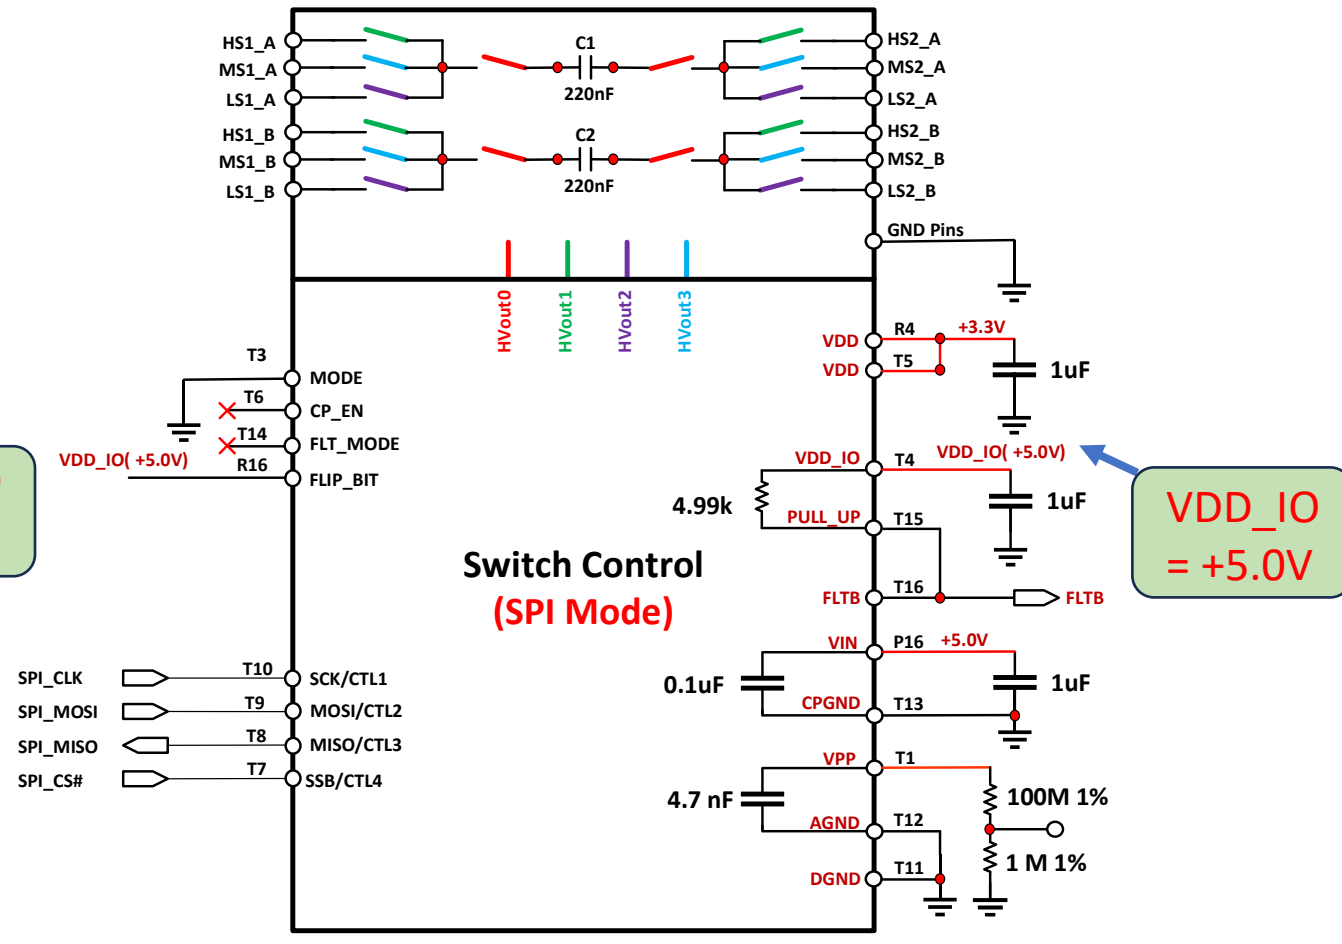 HS1_A
MS1_A
LS1_A
HS1_B
MS1_B
LS1_B
C1
220nF
C2
220nF
HS2_A
MS2_A
LS2_A
HS2_B
MS2_B
LS2_B
GND Pins
HVout0
HVout1
HVout2
HVout3
T3
MODE
T6
CP_EN
T14
FLT_MODE
VDD_IO( +5.0V)
R16
FLIP_BIT
VDD
R4
+3.3V
VDD
T5
1uF
VDD_IO
T4
VDD_IO( +5.0V)
4.99k
1uF
PULL_UP
T15
VDD_IO
= +5.0V
Switch Control
(SPI Mode)
FLTB
T16
FLTB
VIN
P16
+5.0V
0.1uF
1uF
CPGND
T13
SPI_CLK
T10
SCK/CTL1
SPI_MOSI
T9
MOSI/CTL2
SPI_MISO
T8
MISO/CTL3
SPI_CS#
T7
SSB/CTL4
VPP
T1
4.7 nF
100M 1%
AGND
T12
1 M 1%
DGND
T11